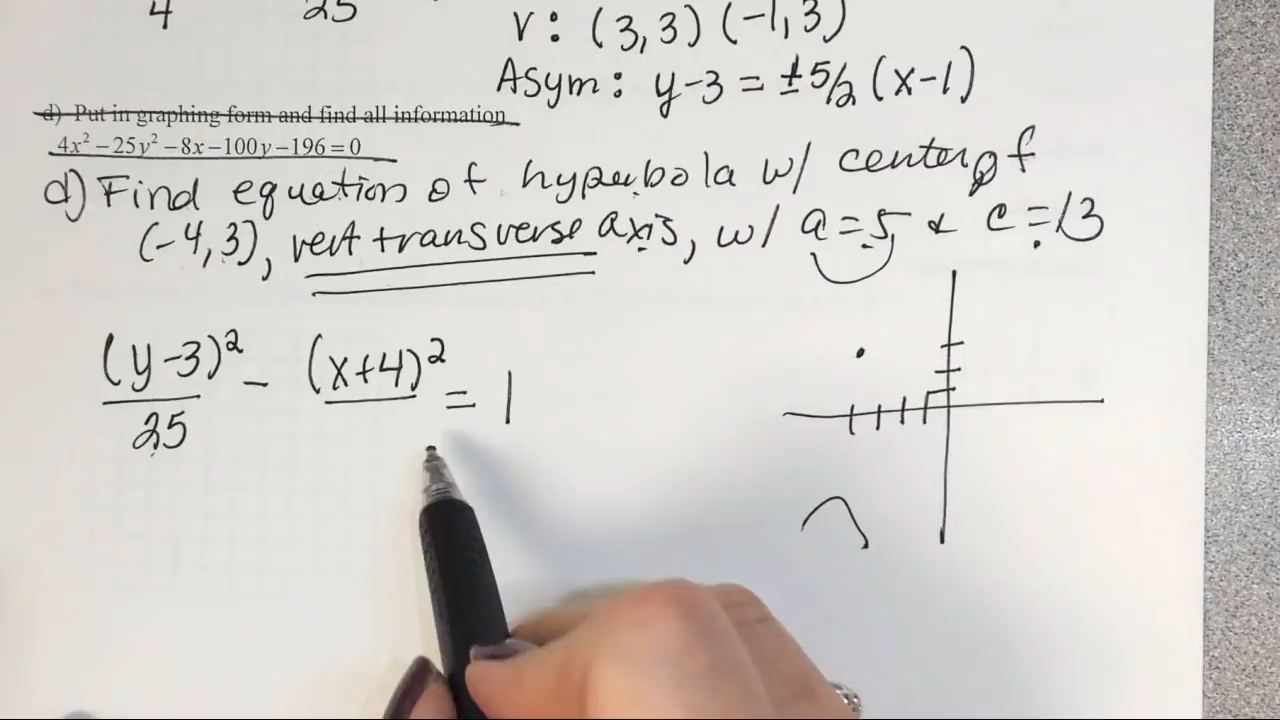 4 25
V: (3,3) (-1,3)
Asym: y-3 = ±5/2 (x-1)
d) Put in graphing form and find all information
4x² −25y² −8x−100y−196=0
d) Find equation of hyperbola w/ center of
(-4,3), vert transverse axis, w/ a=5 & c=13
(y-3)² - (x+4)² = 1
25